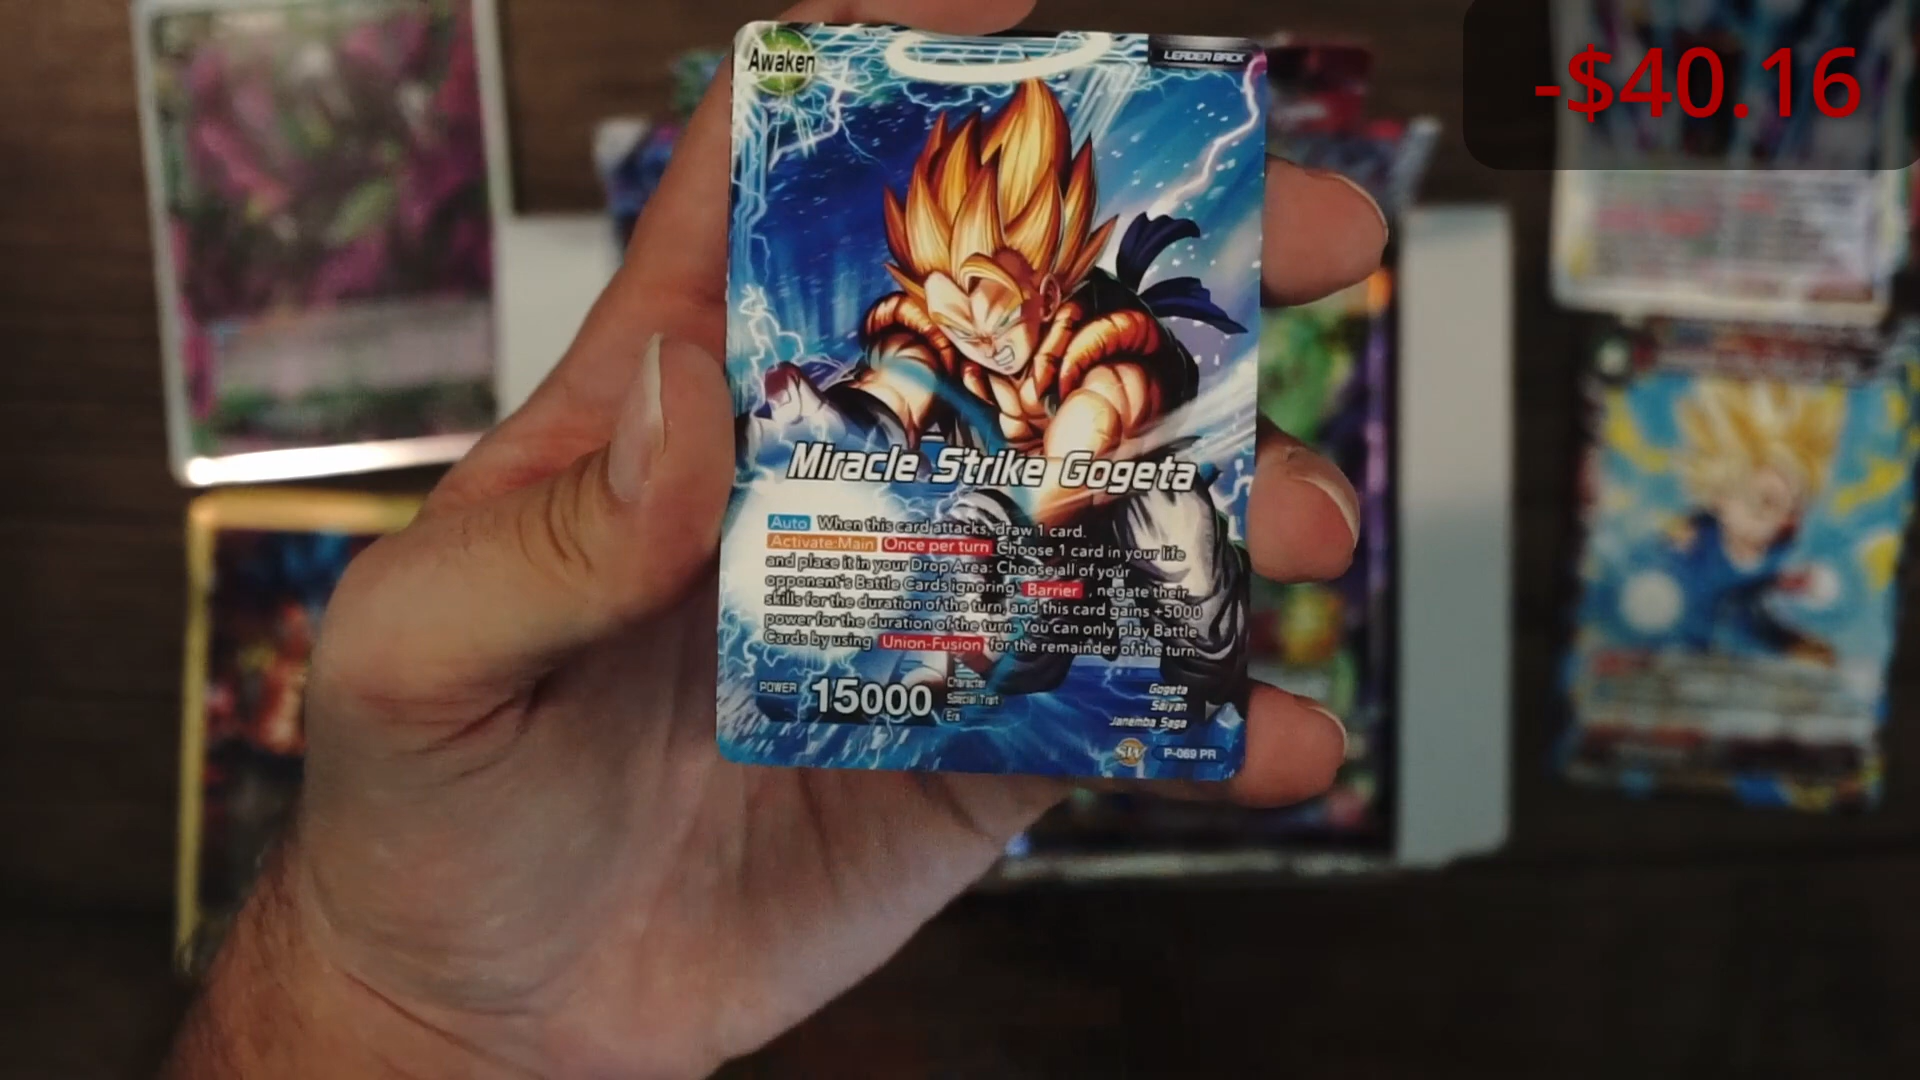 -$40.16
Awaken
LEADER BACK
Miracle Strike Gogeta
Auto When this card attacks, draw 1 card.
Activate:Main Once per turn Choose 1 card in your life
and place it in your Drop Area: Choose all of your
opponent's Battle Cards ignoring Barrier, negate their
skills for the duration of the turn, and this card gains +5000
power for the duration of the turn. You can only play Battle
Cards by using Union-Fusion for the remainder of the turn.
POWER 15000
Character Gogeta
Special Trait Saiyan
Era Janemba Saga
SW P-069 PR